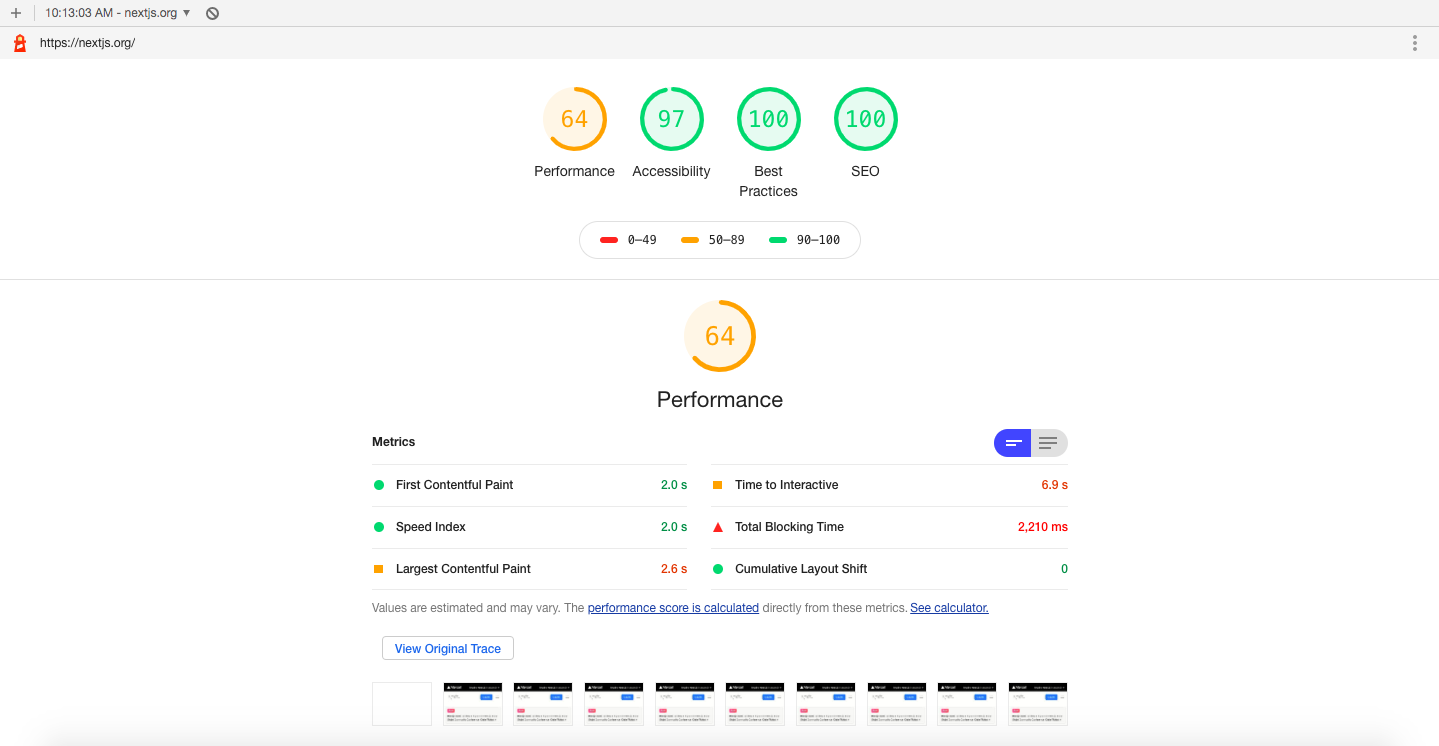 10:13:03 AM - nextjs.org ▼
https://nextjs.org/
64 97 100 100
Performance Accessibility Best Practices SEO
0–49 50–89 90–100
64
Performance
Metrics
First Contentful Paint 2.0 s
Time to Interactive 6.9 s
Speed Index 2.0 s
Total Blocking Time 2,210 ms
Largest Contentful Paint 2.6 s
Cumulative Layout Shift 0
Values are estimated and may vary. The performance score is calculated directly from these metrics. See calculator.
View Original Trace